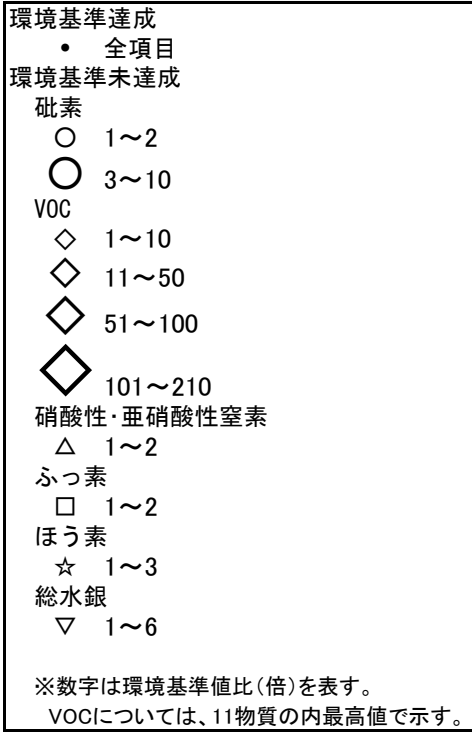 環境基準達成
• 全項目
環境基準未達成
砒素
○ 1～2
○ 3～10
VOC
◇ 1～10
◇ 11～50
◇ 51～100
◇ 101～210
硝酸性・亜硝酸性窒素
△ 1～2
ふっ素
□ 1～2
ほう素
☆ 1～3
総水銀
▽ 1～6
※数字は環境基準値比（倍）を表す。
VOCについては、11物質の内最高値で示す。